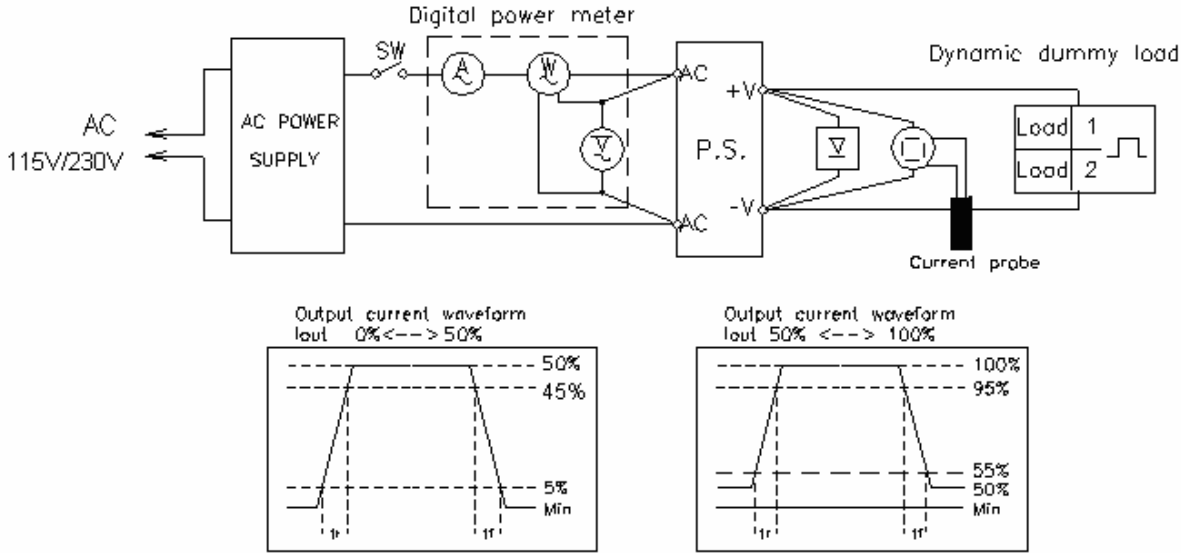 Digital power meter
SW
A
W
AC
Dynamic dummy load
+V
AC
115V/230V
AC POWER
SUPPLY
V
P.S.
V
Load 1
Load 2
-V
AC
Current probe
Output current waveform
Iout 0%<-->50%
50%
45%
5%
Min
tr
tf
Output current waveform
Iout 50% <--> 100%
100%
95%
55%
50%
Min
tr
tf